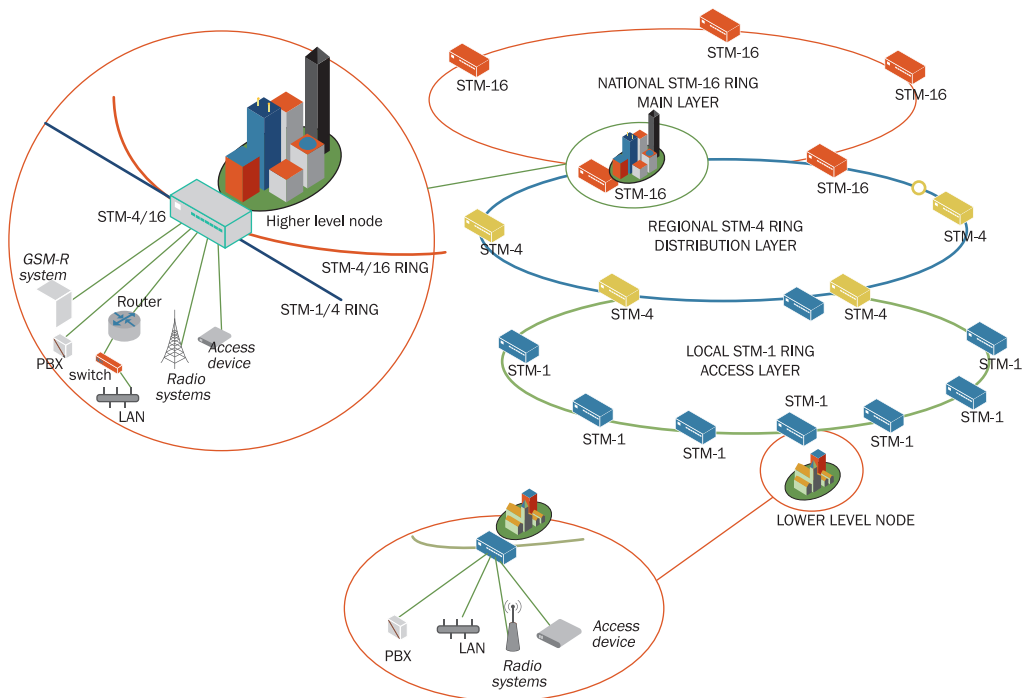 STM-16
STM-16
STM-16
NATIONAL STM-16 RING
MAIN LAYER
STM-16
STM-16
Higher level node
STM-4/16
STM-4/16 RING
STM-1/4 RING
GSM-R
system
Router
PBX
switch
LAN
Radio
systems
Access
device
REGIONAL STM-4 RING
DISTRIBUTION LAYER
STM-4
STM-4
STM-4
STM-4
LOCAL STM-1 RING
ACCESS LAYER
STM-1
STM-1
STM-1
STM-1
STM-1
STM-1
STM-1
LOWER LEVEL NODE
PBX
LAN
Radio
systems
Access
device